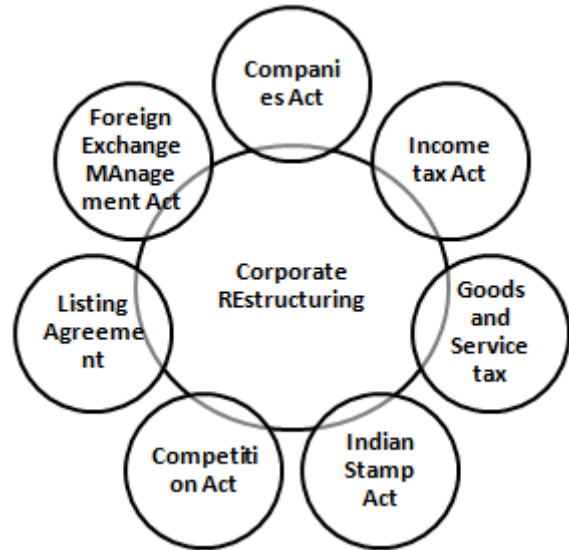 Compani
es Act
Foreign
Exchange
MAnage
ment Act
Income
tax Act
Corporate
REstructuring
Listing
Agreeme
nt
Goods
and
Service
tax
Competiti
on Act
Indian
Stamp
Act